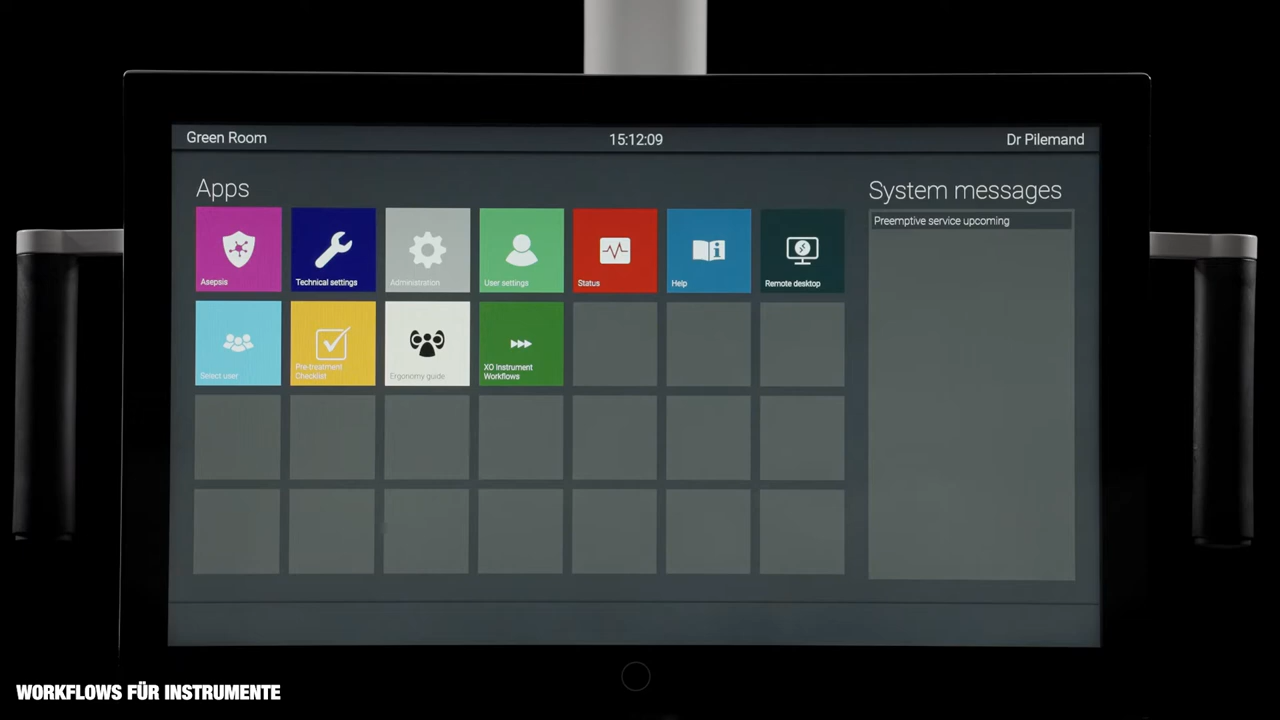 Green Room
15:12:09
Dr Pilemand
Apps
System messages
Preemptive service upcoming
Asepsis
Technical settings
Administration
User settings
Status
Help
Remote desktop
Select user
Pre-treatment
Checklist
Ergonomy guide
XO Instrument
Workflows
WORKFLOWS FÜR INSTRUMENTE